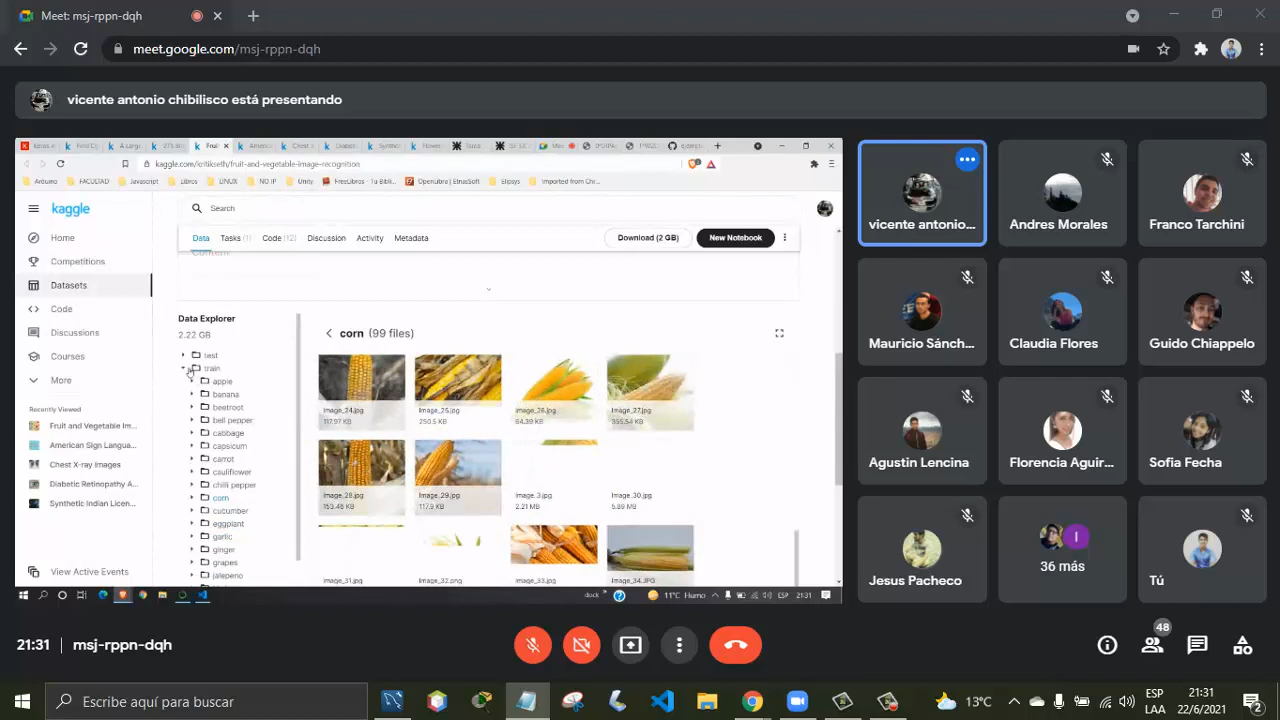 Meet: msj-rppn-dqh
meet.google.com/msj-rppn-dqh
vicente antonio chibilisco está presentando
kaggle.com/kritikseth/fruit-and-vegetable-image-recognition
Arduino
FACULTAD
Javascript
Libros
LINUX
NO IP
Unity
FreeLibros - Tu Bibli...
OpenLibra | EtnasSoft
Elipsys
Imported from Chr...
kaggle
Search
Data
Tasks (1)
Code (12)
Discussion
Activity
Metadata
Download (2 GB)
New Notebook
Home
Competitions
Datasets
Code
Discussions
Courses
More
Recently Viewed
Fruit and Vegetable Im...
American Sign Langua...
Chest X-ray Images
Diabetic Retinopathy A...
Synthetic Indian Licen...
View Active Events
Data Explorer
2.22 GB
test
train
apple
banana
beetroot
bell pepper
cabbage
capsicum
carrot
cauliflower
chilli pepper
corn
cucumber
eggplant
garlic
ginger
grapes
jalepeno
corn (99 files)
Image_24.jpg
117.97 KB
Image_25.jpg
250.5 KB
Image_26.jpg
64.39 KB
Image_27.jpg
355.54 KB
Image_28.jpg
153.46 KB
Image_29.jpg
117.9 KB
Image_3.jpg
2.21 MB
Image_30.jpg
5.89 MB
Image_31.jpg
Image_32.png
Image_33.jpg
Image_34.JPG
dock
11°C Humo
ESP
21:31
vicente antonio...
Andres Morales
Franco Tarchini
Mauricio Sánch...
Claudia Flores
Guido Chiappelo
Agustin Lencina
Florencia Aguir...
Sofia Fecha
Jesus Pacheco
I
36 más
Tú
21:31 | msj-rppn-dqh
48
Escribe aquí para buscar
13°C
ESP
LAA
21:31
22/6/2021
2